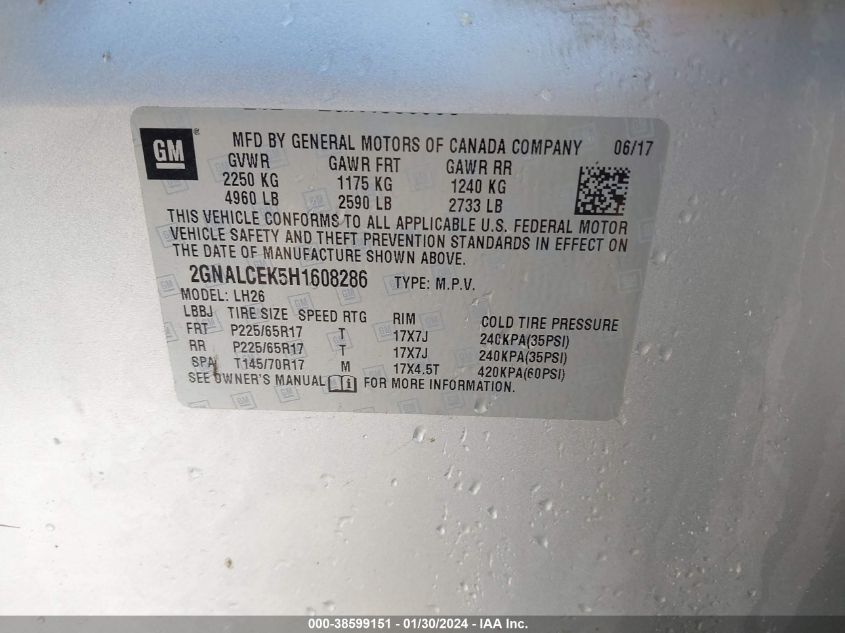 GM ®
MFD BY GENERAL MOTORS OF CANADA COMPANY 06/17
GVWR GAWR FRT GAWR RR
2250 KG 1175 KG 1240 KG
4960 LB 2590 LB 2733 LB
THIS VEHICLE CONFORMS TO ALL APPLICABLE U.S. FEDERAL MOTOR
VEHICLE SAFETY AND THEFT PREVENTION STANDARDS IN EFFECT ON
THE DATE OF MANUFACTURE SHOWN ABOVE.
2GNALCEK5H1608286 TYPE: M.P.V.
MODEL: LH26
LBBJ TIRE SIZE SPEED RTG RIM COLD TIRE PRESSURE
FRT P225/65R17 T 17X7J 240KPA(35PSI)
RR P225/65R17 T 17X7J 240KPA(35PSI)
SPA T145/70R17 M 17X4.5T 420KPA(60PSI)
SEE OWNER'S MANUAL FOR MORE INFORMATION.
000-38599151 - 01/30/2024 - IAA Inc.